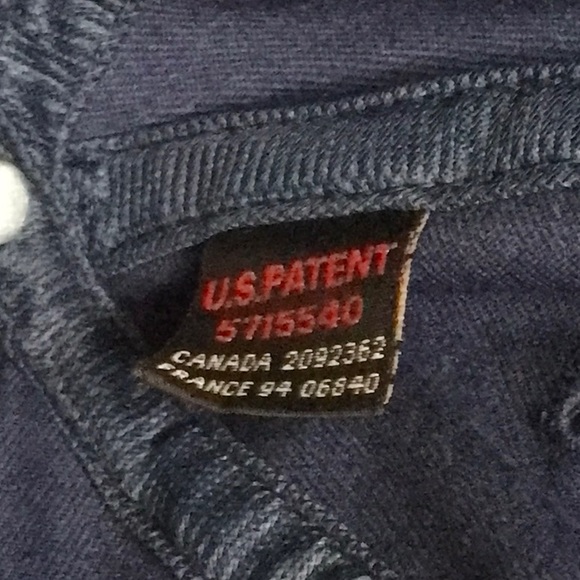 U.S.PATENT
5715540
CANADA 2092362
FRANCE 94 06840